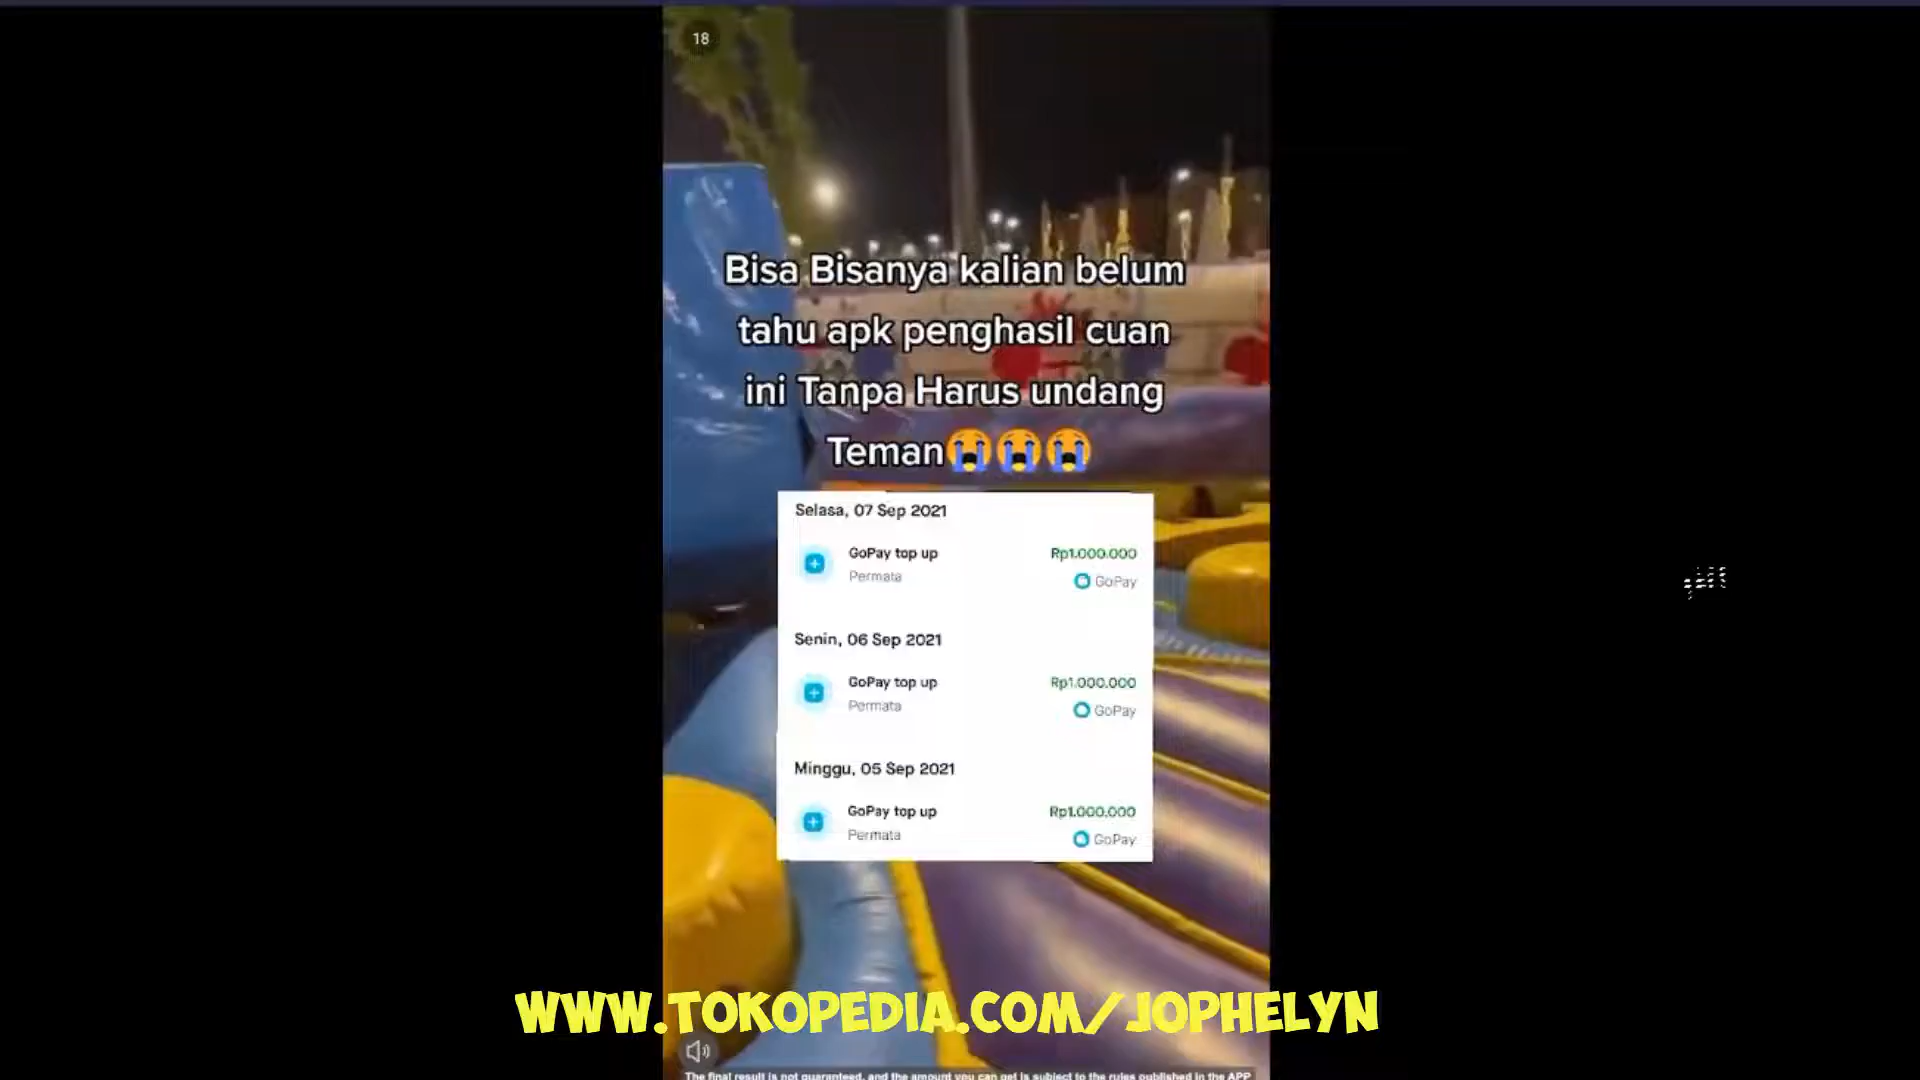 18
Bisa Bisanya kalian belum
tahu apk penghasil cuan
ini Tanpa Harus undang
Teman😭😭😭
Selasa, 07 Sep 2021
GoPay top up Rp1.000.000
Permata GoPay
Senin, 06 Sep 2021
GoPay top up Rp1.000.000
Permata GoPay
Minggu, 05 Sep 2021
GoPay top up Rp1.000.000
Permata GoPay
WWW.TOKOPEDIA.COM/JOPHELYN
The final result is not guaranteed, and the amount you can get is subject to the rules published in the APP